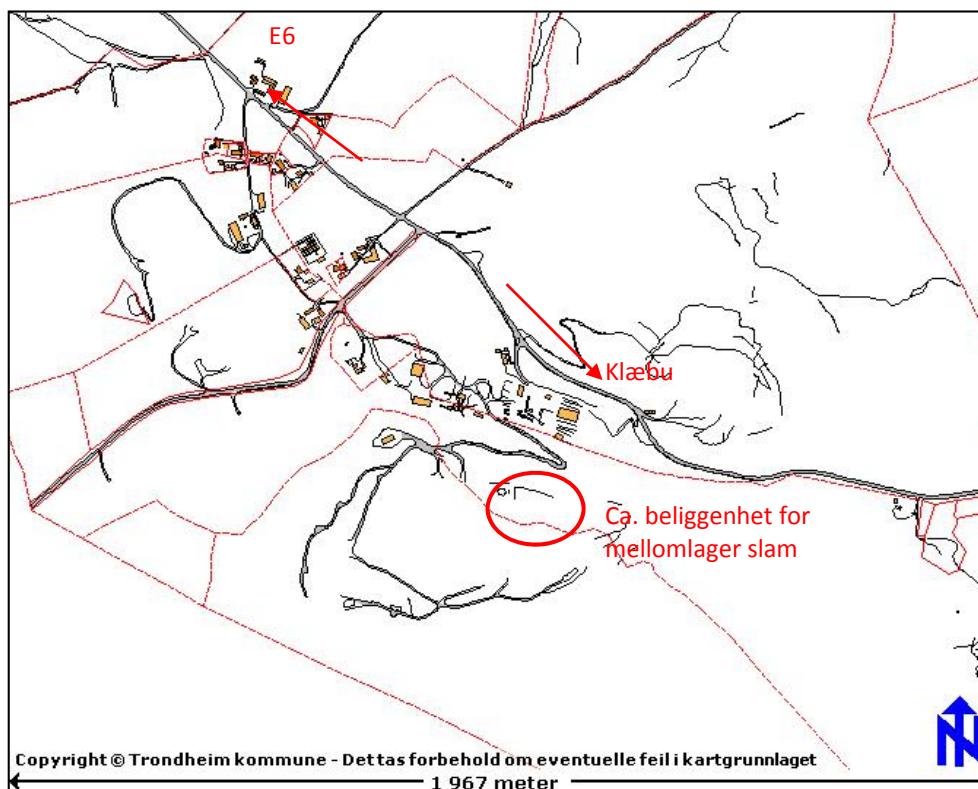 E6
Klæbu
Ca. beliggenhet for
mellomlager slam
N
Copyright © Trondheim kommune - Det tas forbehold om eventuelle feil i kartgrunnlaget
1 967 meter